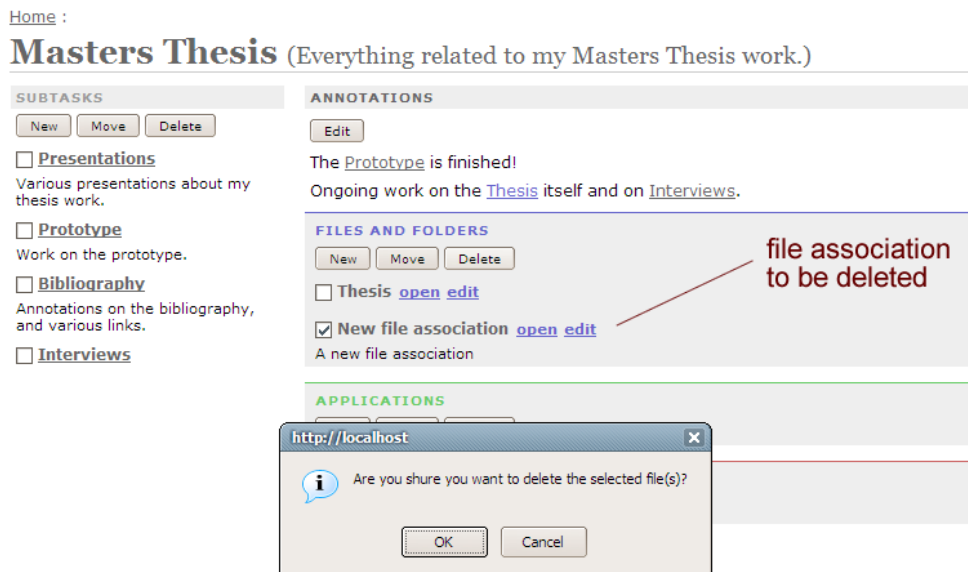 Home :
Masters Thesis (Everything related to my Masters Thesis work.)
SUBTASKS
New Move Delete
Presentations
Various presentations about my
thesis work.
Prototype
Work on the prototype.
Bibliography
Annotations on the bibliography,
and various links.
Interviews
ANNOTATIONS
Edit
The Prototype is finished!
Ongoing work on the Thesis itself and on Interviews.
FILES AND FOLDERS
New Move Delete
Thesis open edit
New file association open edit
A new file association
file association
to be deleted
APPLICATIONS
http://localhost
Are you shure you want to delete the selected file(s)?
OK Cancel